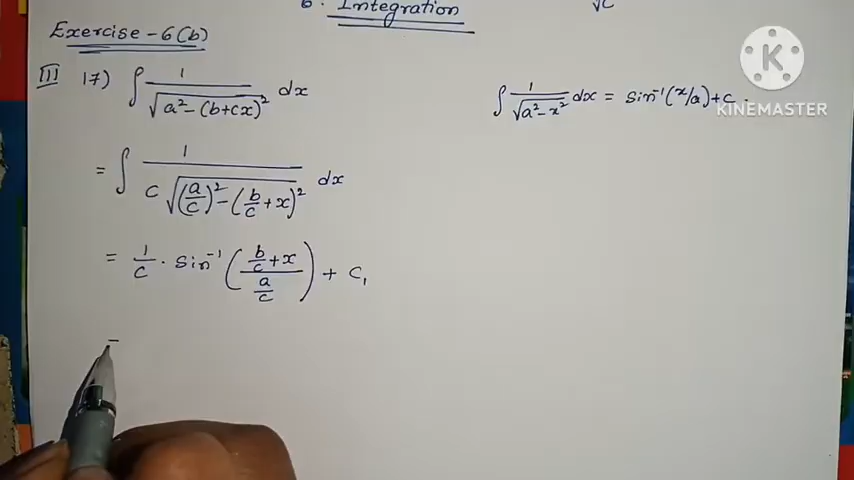 6. Integration
√c
Exercise - 6(b)
III 17) ∫ 1/√(a² - (b+cx)²) dx
∫ 1/√(a² - x²) dx = sin⁻¹(x/a) + c.
= ∫ 1/(c √((a/c)² - (b/c + x)²)) dx
= 1/c · sin⁻¹((b/c + x)/(a/c)) + c₁
K
KINEMASTER